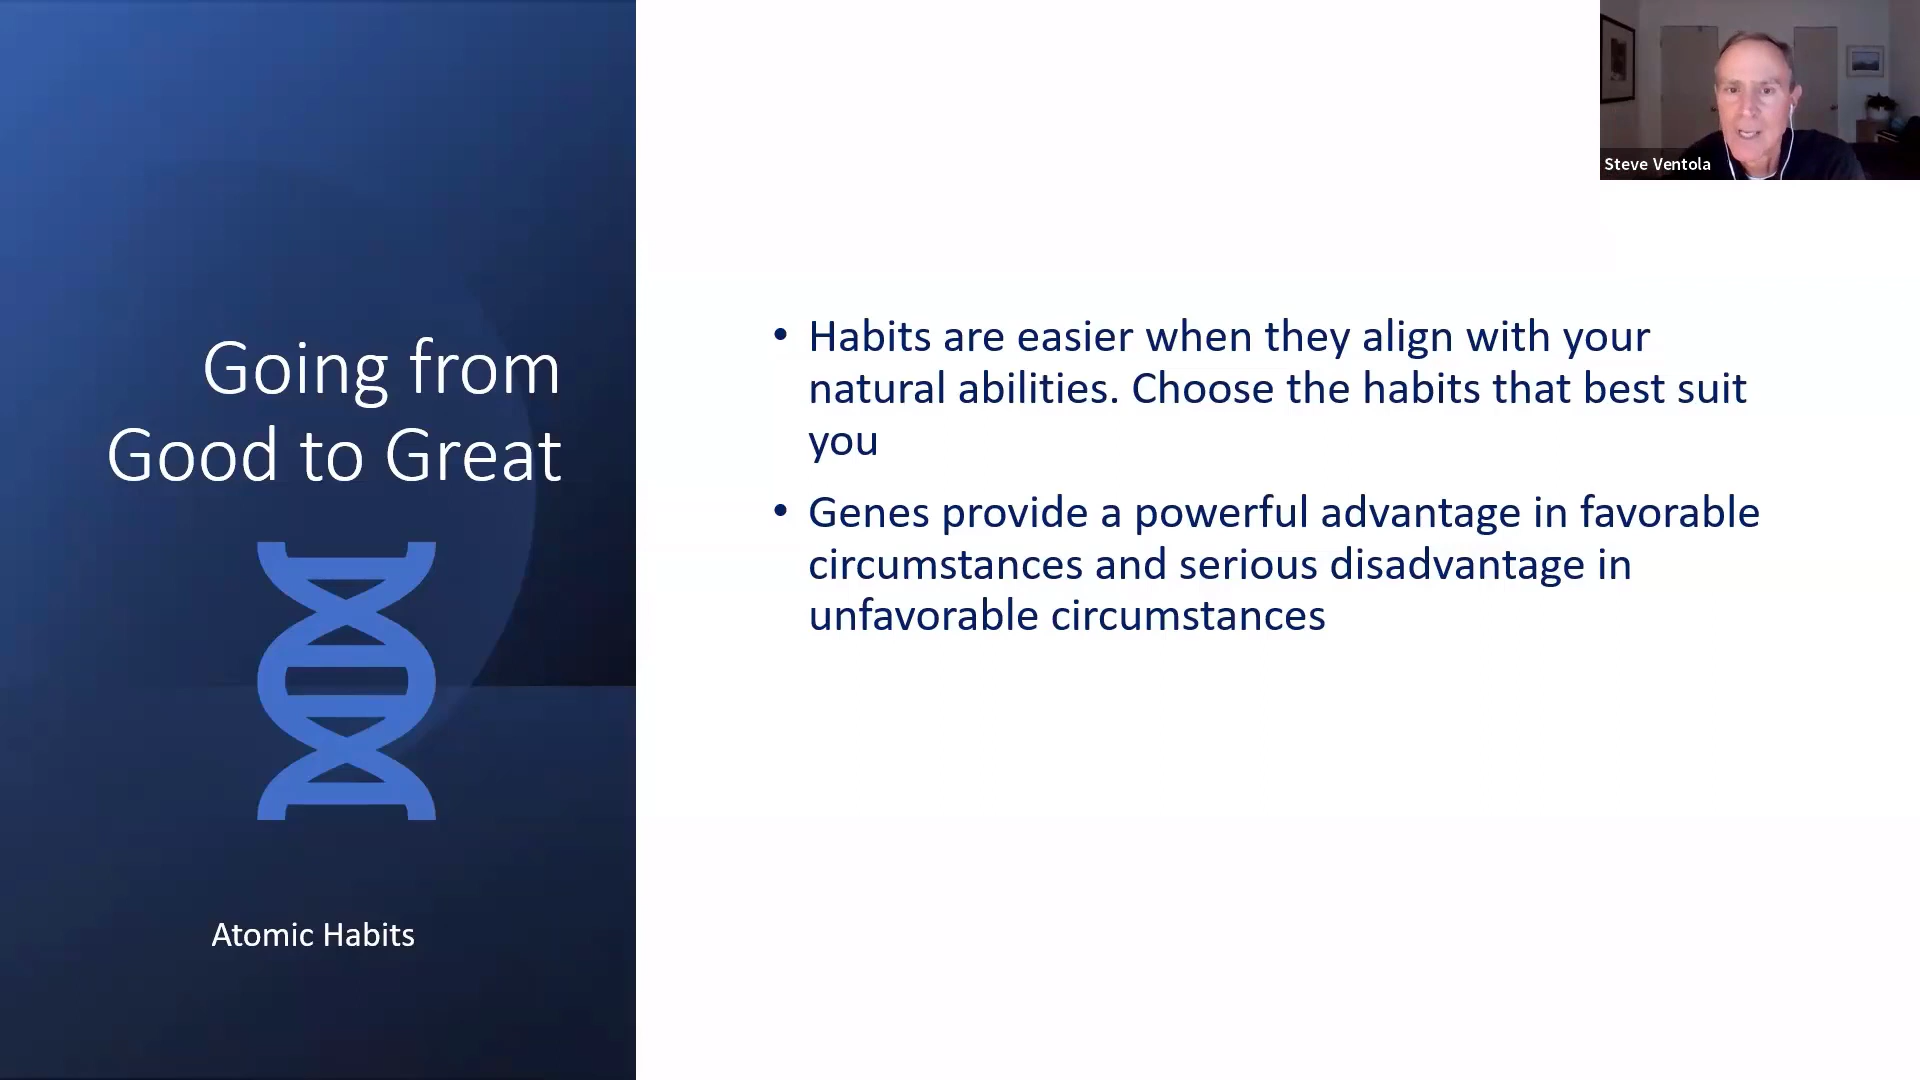 Going from
Good to Great
Atomic Habits
• Habits are easier when they align with your
natural abilities. Choose the habits that best suit
you
• Genes provide a powerful advantage in favorable
circumstances and serious disadvantage in
unfavorable circumstances
Steve Ventola